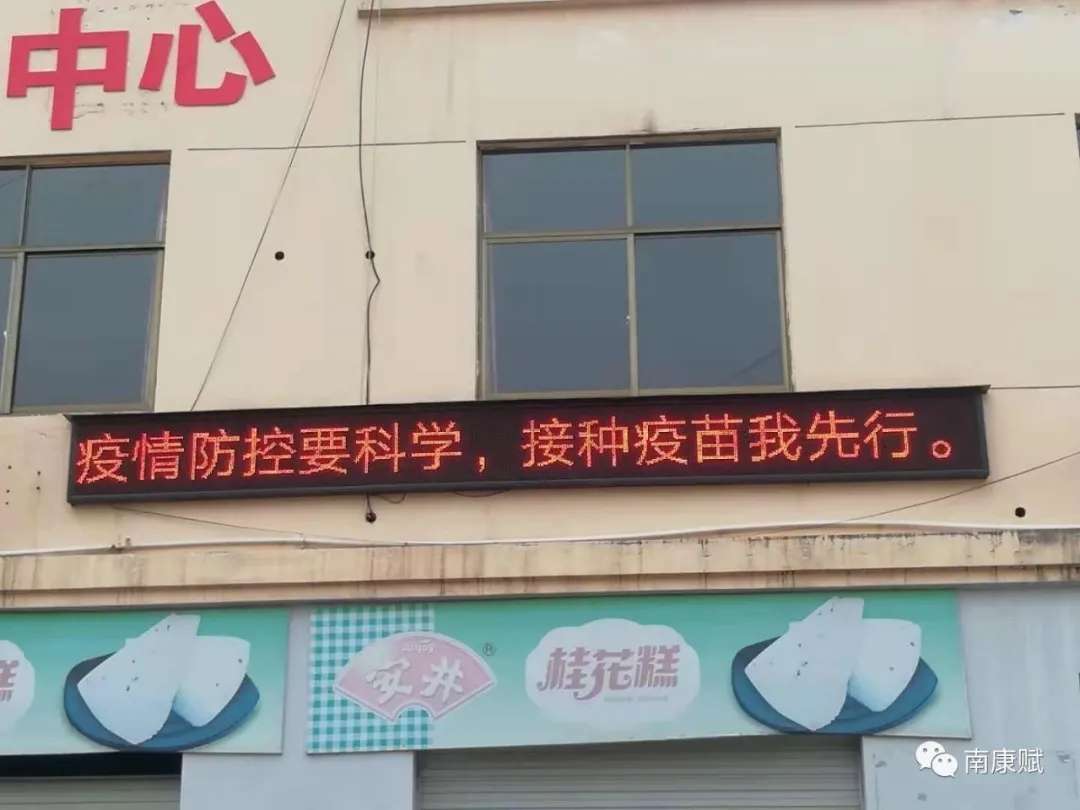 中心
疫情防控要科学，接种疫苗我先行。
糕
安井®
桂花糕
南康赋